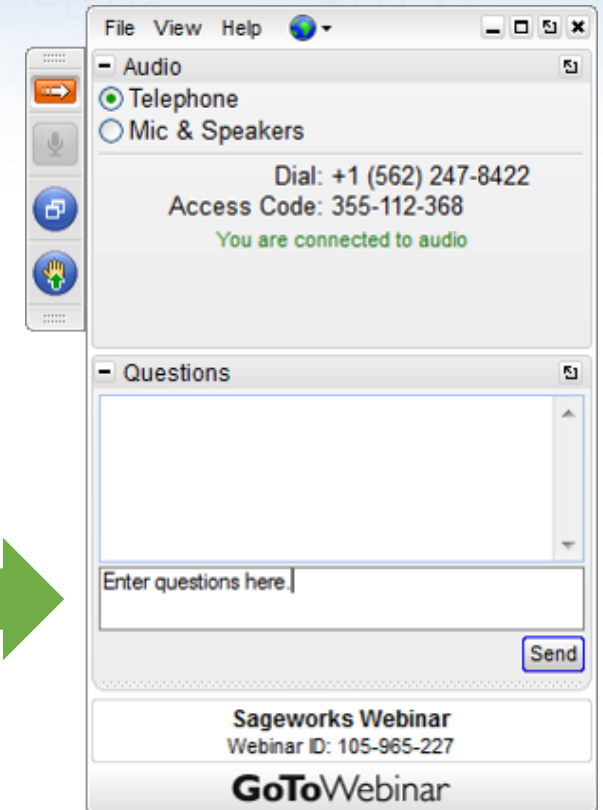 File View Help
Audio
Telephone
Mic & Speakers
Dial: +1 (562) 247-8422
Access Code: 355-112-368
You are connected to audio
Questions
Enter questions here.
Send
Sageworks Webinar
Webinar ID: 105-965-227
GoToWebinar